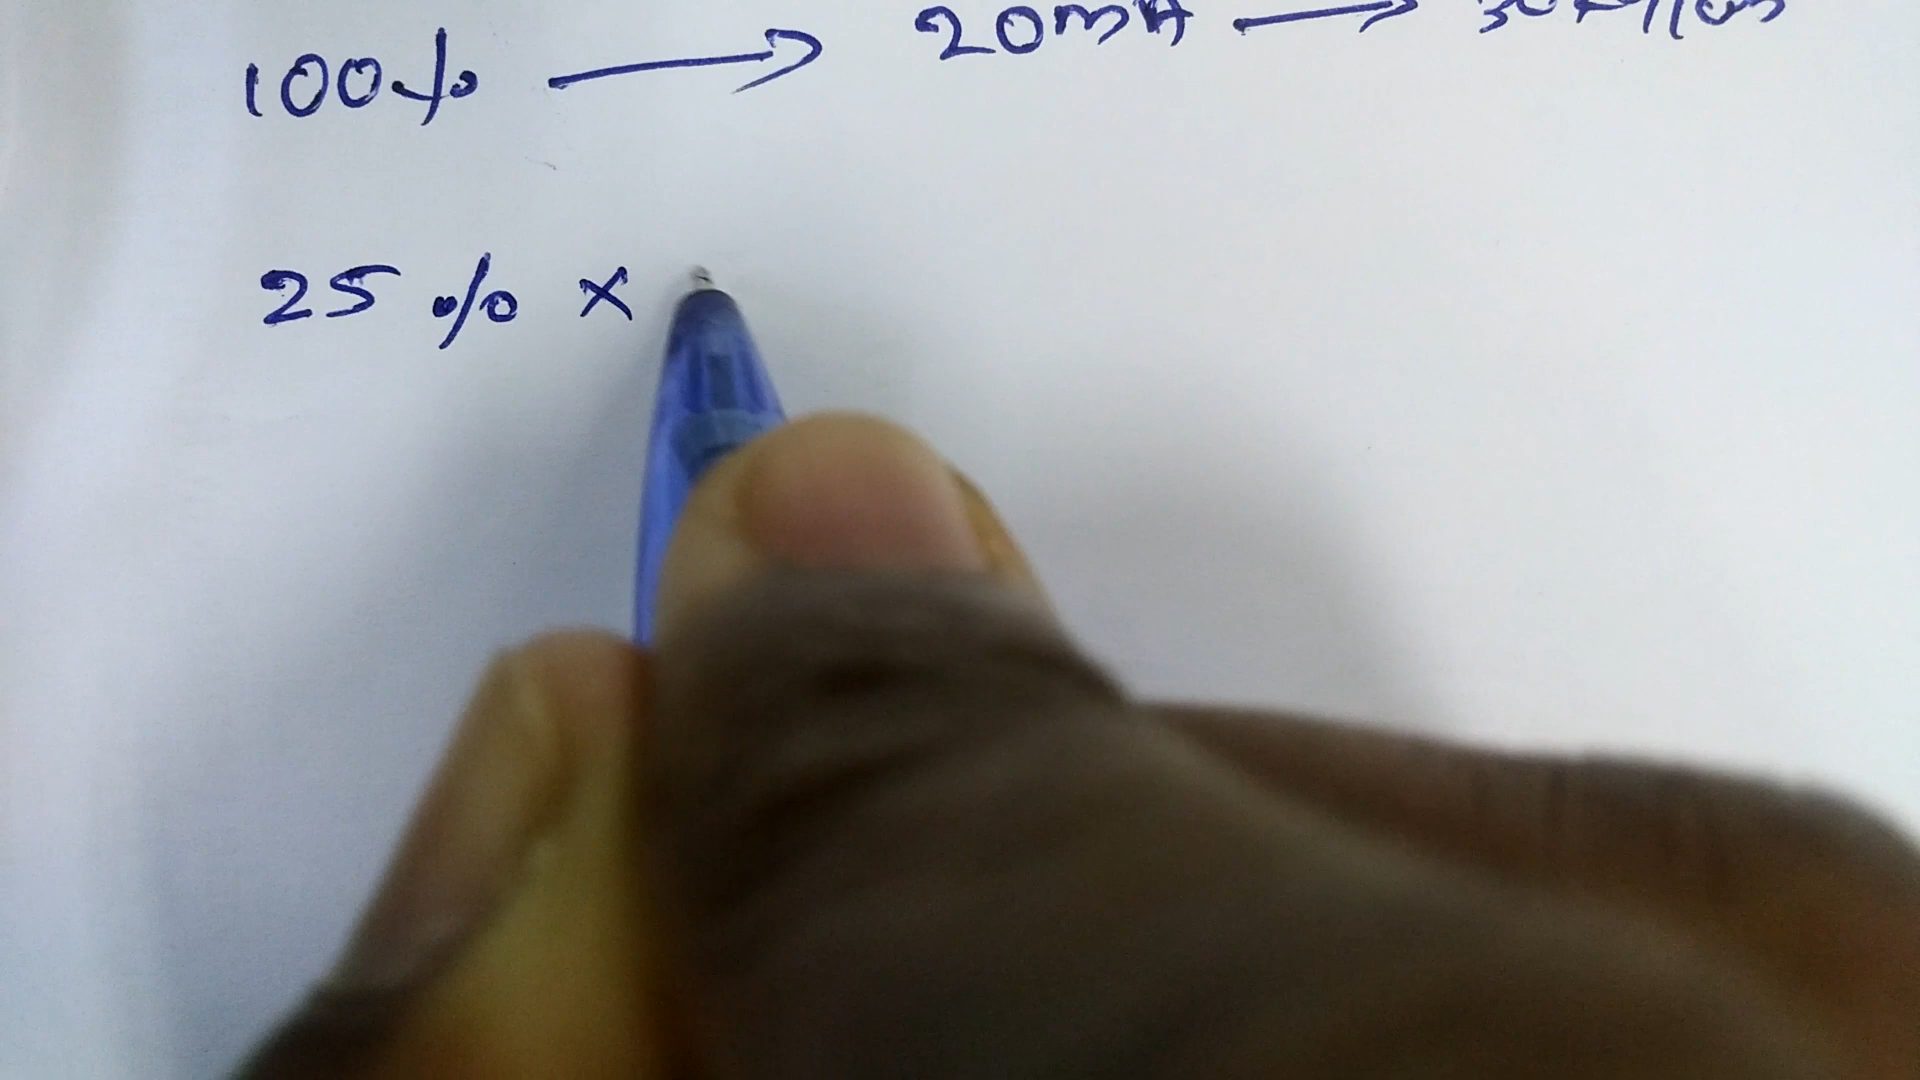 100% → 20mA →
25% ×